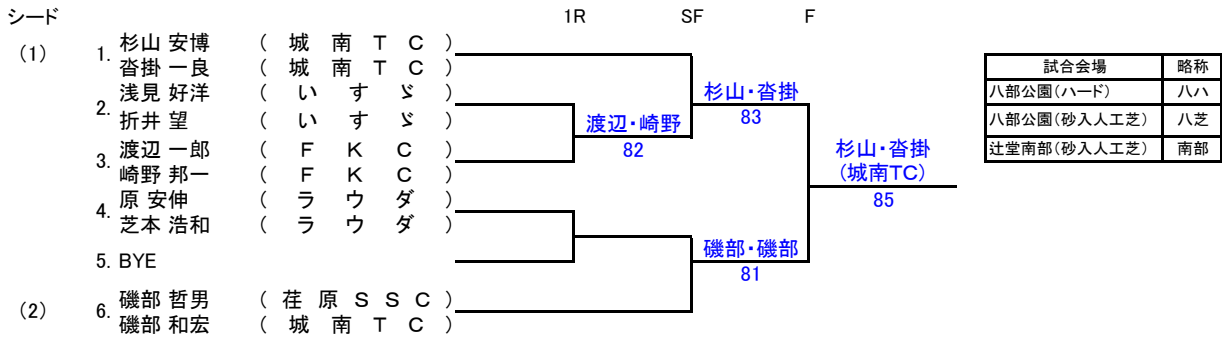 シード 1R SF F
(1) 1. 杉山 安博 ( 城 南 T C )
沓掛 一良 ( 城 南 T C )
2. 浅見 好洋 ( い す ゞ )
折井 望 ( い す ゞ )
3. 渡辺 一郎 ( F K C )
崎野 邦一 ( F K C )
4. 原 安伸 ( ラ ウ ダ )
芝本 浩和 ( ラ ウ ダ )
5. BYE
(2) 6. 磯部 哲男 ( 荏 原 S S C )
磯部 和宏 ( 城 南 T C )
渡辺・崎野
82
杉山・沓掛
83
磯部・磯部
81
杉山・沓掛
(城南TC)
85
試合会場 略称
八部公園(ハード) 八ハ
八部公園(砂入人工芝) 八芝
辻堂南部(砂入人工芝) 南部